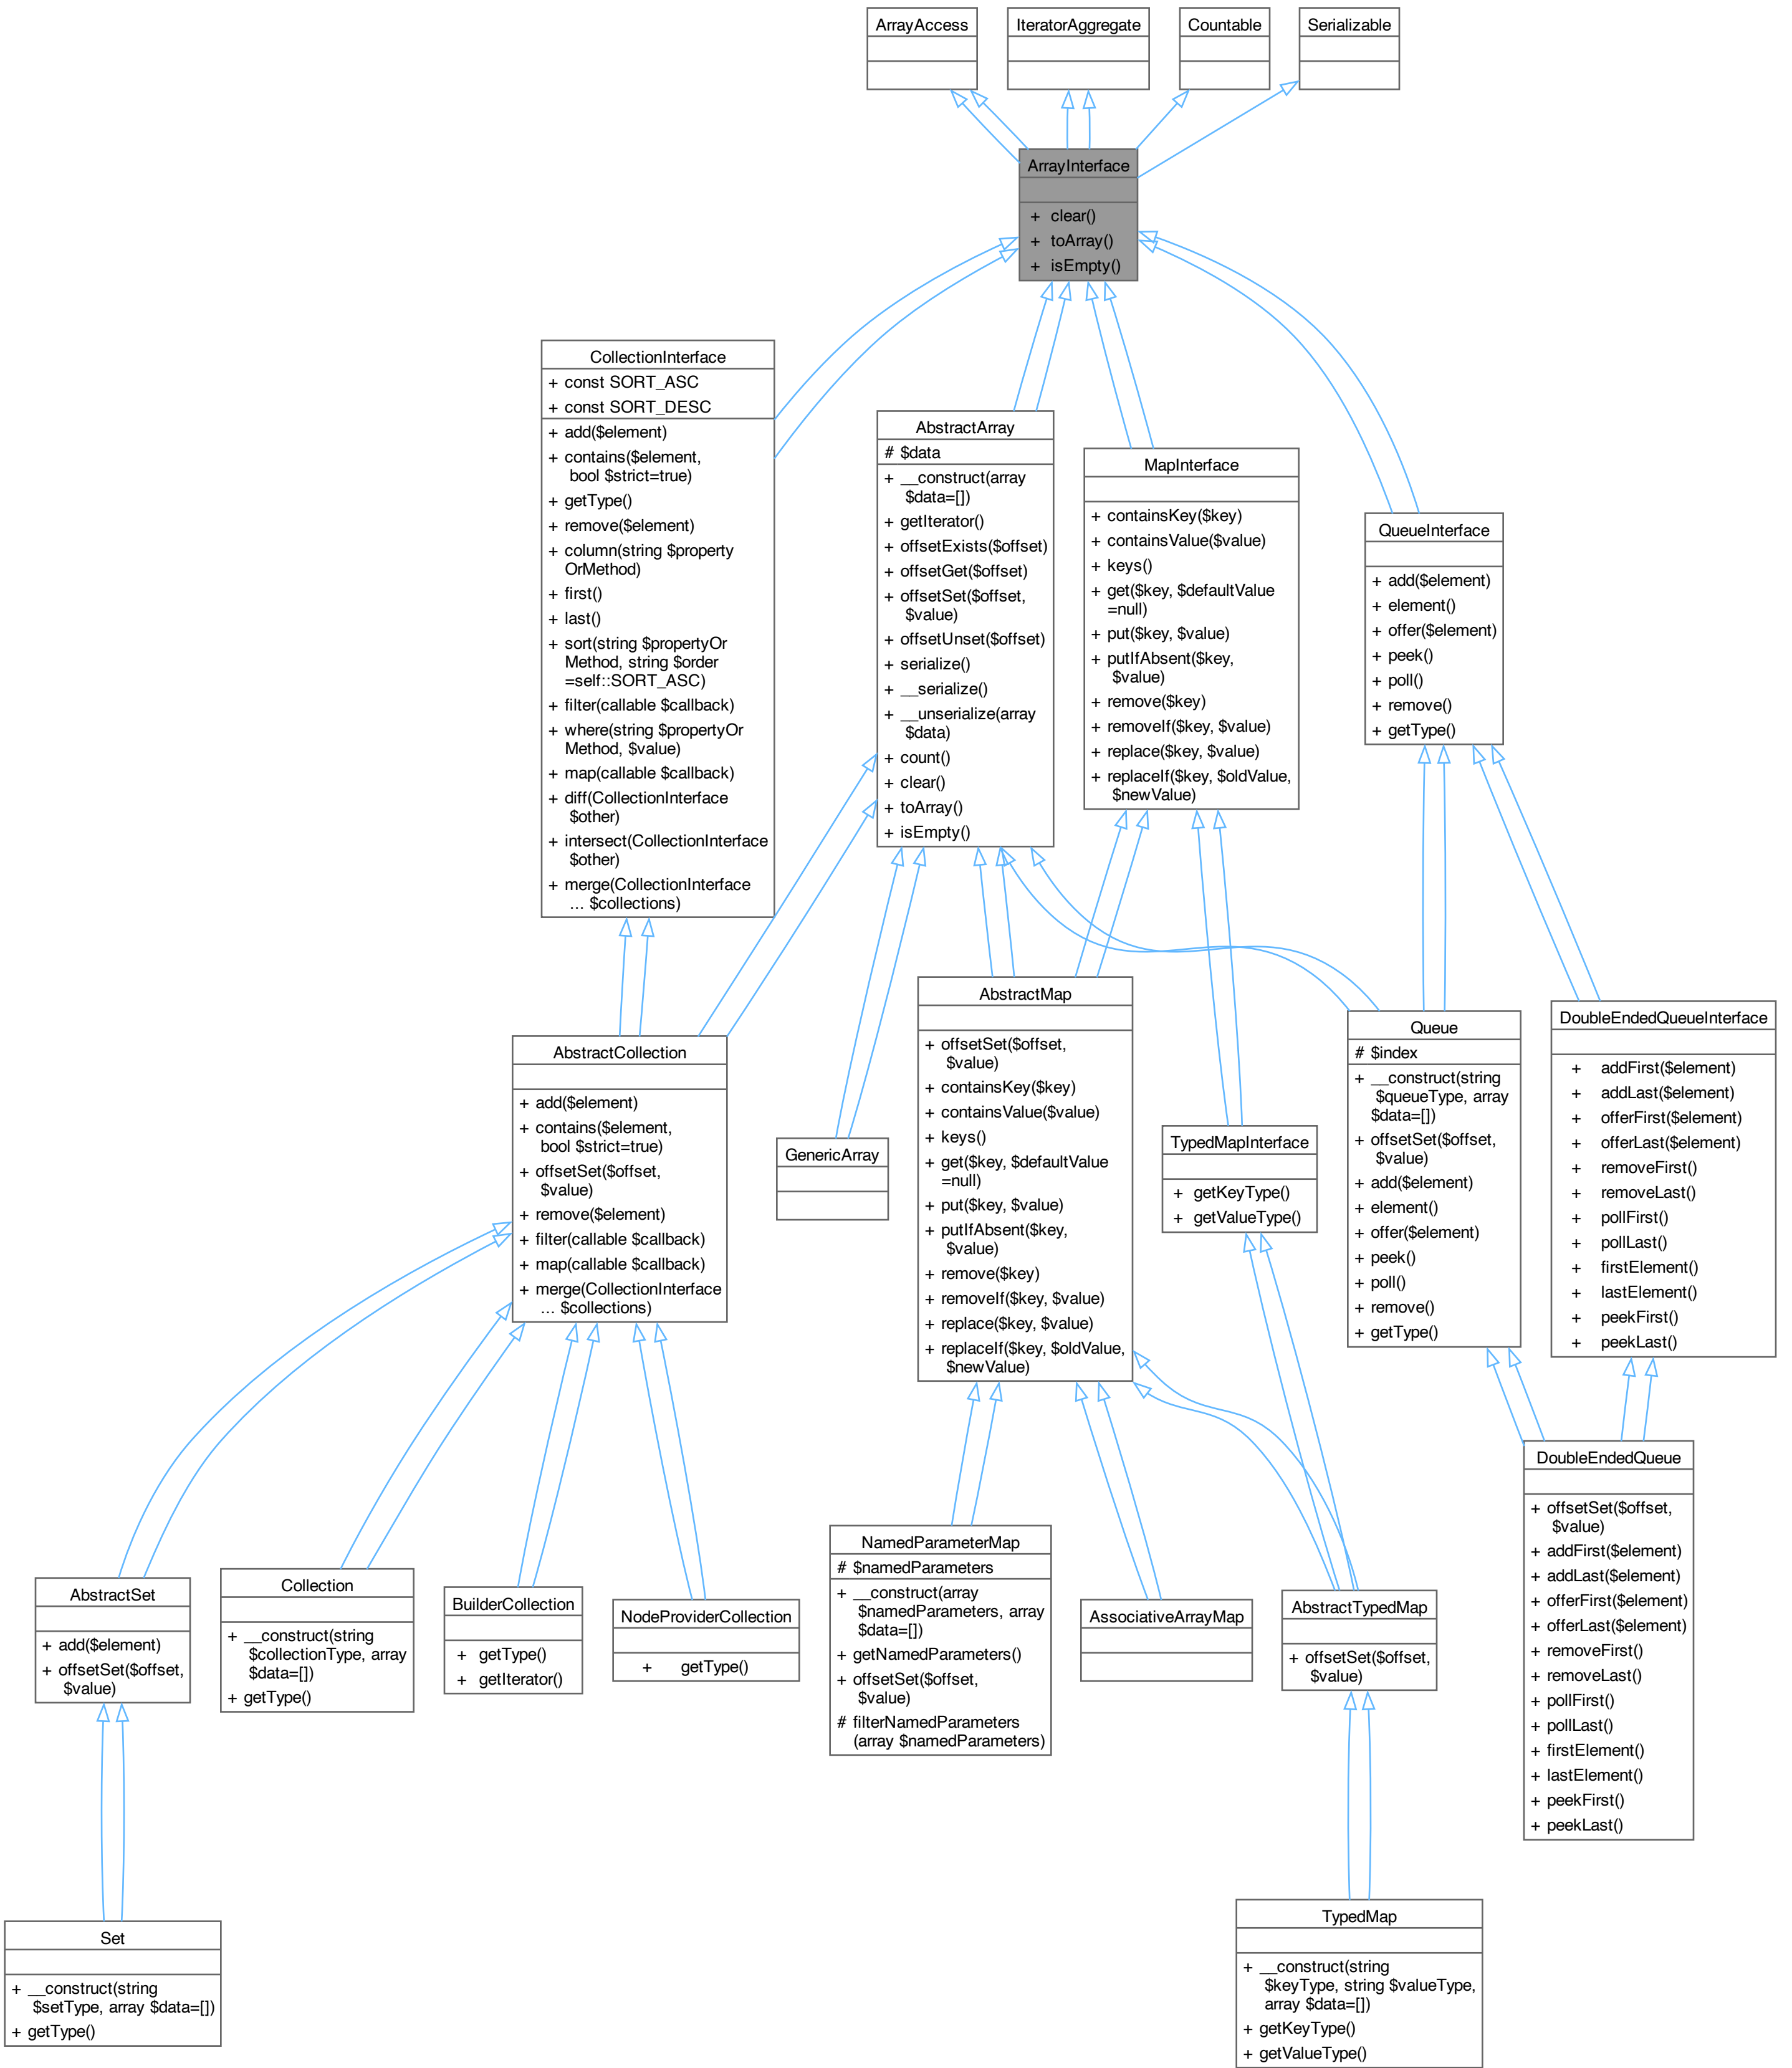 ArrayAccess
IteratorAggregate
Countable
Serializable
ArrayInterface
+ clear()
+ toArray()
+ isEmpty()
CollectionInterface
+ const SORT_ASC
+ const SORT_DESC
+ add($element)
+ contains($element,
bool $strict=true)
+ getType()
+ remove($element)
+ column(string $property
OrMethod)
+ first()
+ last()
+ sort(string $propertyOr
Method, string $order
=self::SORT_ASC)
+ filter(callable $callback)
+ where(string $propertyOr
Method, $value)
+ map(callable $callback)
+ diff(CollectionInterface
$other)
+ intersect(CollectionInterface
$other)
+ merge(CollectionInterface
... $collections)
AbstractArray
# $data
+ __construct(array
$data=[])
+ getIterator()
+ offsetExists($offset)
+ offsetGet($offset)
+ offsetSet($offset,
$value)
+ offsetUnset($offset)
+ serialize()
+ __serialize()
+ __unserialize(array
$data)
+ count()
+ clear()
+ toArray()
+ isEmpty()
MapInterface
+ containsKey($key)
+ containsValue($value)
+ keys()
+ get($key, $defaultValue
=null)
+ put($key, $value)
+ putIfAbsent($key,
$value)
+ remove($key)
+ removeIf($key, $value)
+ replace($key, $value)
+ replaceIf($key, $oldValue,
$newValue)
QueueInterface
+ add($element)
+ element()
+ offer($element)
+ peek()
+ poll()
+ remove()
+ getType()
AbstractCollection
+ add($element)
+ contains($element,
bool $strict=true)
+ offsetSet($offset,
$value)
+ remove($element)
+ filter(callable $callback)
+ map(callable $callback)
+ merge(CollectionInterface
... $collections)
GenericArray
AbstractMap
+ offsetSet($offset,
$value)
+ containsKey($key)
+ containsValue($value)
+ keys()
+ get($key, $defaultValue
=null)
+ put($key, $value)
+ putIfAbsent($key,
$value)
+ remove($key)
+ removeIf($key, $value)
+ replace($key, $value)
+ replaceIf($key, $oldValue,
$newValue)
TypedMapInterface
+ getKeyType()
+ getValueType()
Queue
# $index
+ __construct(string
$queueType, array
$data=[])
+ offsetSet($offset,
$value)
+ add($element)
+ element()
+ offer($element)
+ peek()
+ poll()
+ remove()
+ getType()
DoubleEndedQueueInterface
+ addFirst($element)
+ addLast($element)
+ offerFirst($element)
+ offerLast($element)
+ removeFirst()
+ removeLast()
+ pollFirst()
+ pollLast()
+ firstElement()
+ lastElement()
+ peekFirst()
+ peekLast()
AbstractSet
+ add($element)
+ offsetSet($offset,
$value)
Collection
+ __construct(string
$collectionType, array
$data=[])
+ getType()
BuilderCollection
+ getType()
+ getIterator()
NodeProviderCollection
+ getType()
NamedParameterMap
# $namedParameters
+ __construct(array
$namedParameters, array
$data=[])
+ getNamedParameters()
+ offsetSet($offset,
$value)
# filterNamedParameters
(array $namedParameters)
AssociativeArrayMap
AbstractTypedMap
+ offsetSet($offset,
$value)
DoubleEndedQueue
+ offsetSet($offset,
$value)
+ addFirst($element)
+ addLast($element)
+ offerFirst($element)
+ offerLast($element)
+ removeFirst()
+ removeLast()
+ pollFirst()
+ pollLast()
+ firstElement()
+ lastElement()
+ peekFirst()
+ peekLast()
Set
+ __construct(string
$setType, array $data=[])
+ getType()
TypedMap
+ __construct(string
$keyType, string $valueType,
array $data=[])
+ getKeyType()
+ getValueType()